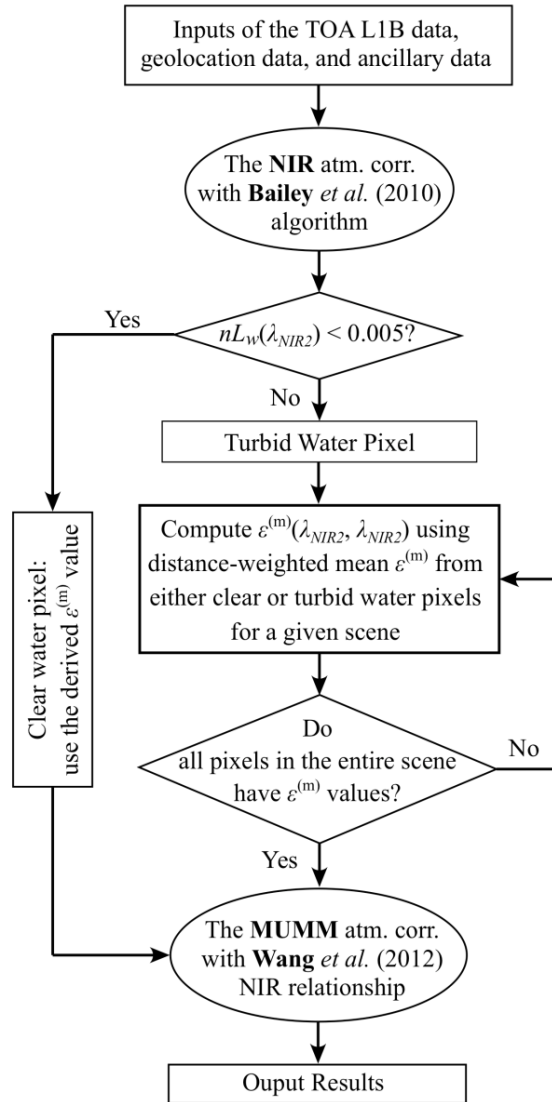 Inputs of the TOA L1B data,
geolocation data, and ancillary data
The NIR atm. corr.
with Bailey et al. (2010)
algorithm
Yes
nLw(λNIR2) < 0.005?
No
Turbid Water Pixel
Clear water pixel:
use the derived ε(m) value
Compute ε(m)(λNIR2, λNIR2) using
distance-weighted mean ε(m) from
either clear or turbid water pixels
for a given scene
Do
all pixels in the entire scene
have ε(m) values?
No
Yes
The MUMM atm. corr.
with Wang et al. (2012)
NIR relationship
Ouput Results